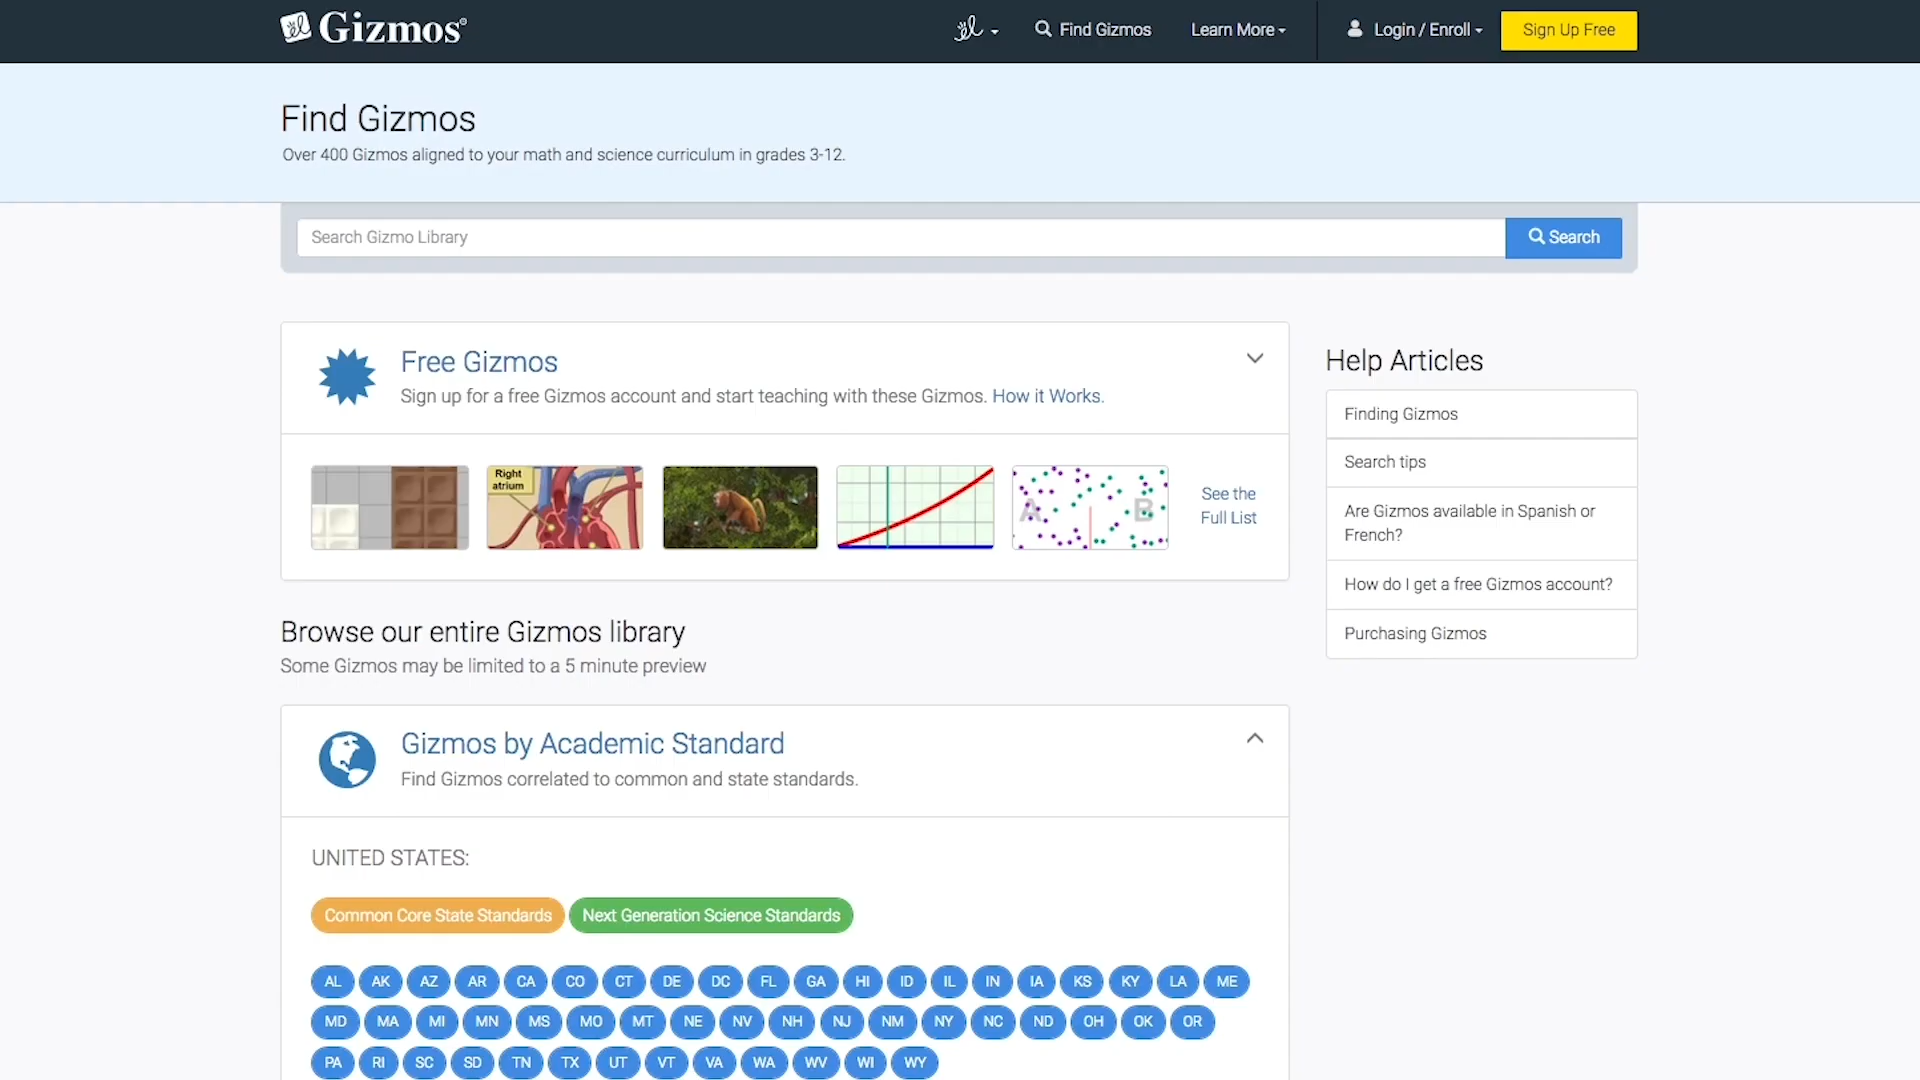 Gizmos®
Find Gizmos
Learn More
Login / Enroll
Sign Up Free
Find Gizmos
Over 400 Gizmos aligned to your math and science curriculum in grades 3-12.
Search Gizmo Library
Search
Free Gizmos
Sign up for a free Gizmos account and start teaching with these Gizmos. How it Works.
Right
atrium
A
B
See the
Full List
Help Articles
Finding Gizmos
Search tips
Are Gizmos available in Spanish or
French?
How do I get a free Gizmos account?
Purchasing Gizmos
Browse our entire Gizmos library
Some Gizmos may be limited to a 5 minute preview
Gizmos by Academic Standard
Find Gizmos correlated to common and state standards.
UNITED STATES:
Common Core State Standards Next Generation Science Standards
AL AK AZ AR CA CO CT DE DC FL GA HI ID IL IN IA KS KY LA ME
MD MA MI MN MS MO MT NE NV NH NJ NM NY NC ND OH OK OR
PA RI SC SD TN TX UT VT VA WA WV WI WY